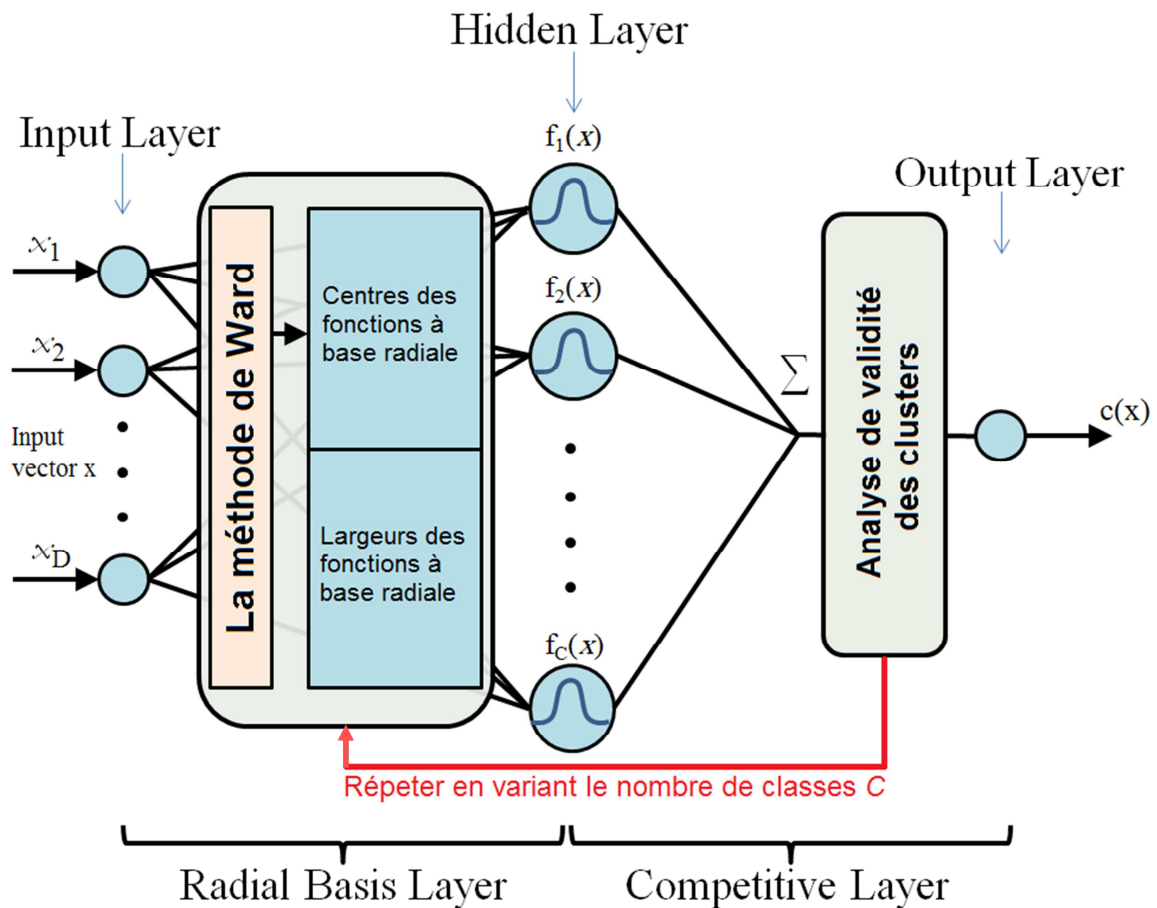 Hidden Layer
Input Layer
f1(x)
Output Layer
x1
La méthode de Ward
Centres des
fonctions à
base radiale
f2(x)
x2
∑
Analyse de validité
des clusters
c(x)
Input
vector x
Largeurs des
fonctions à
base radiale
xD
fC(x)
Répeter en variant le nombre de classes C
Radial Basis Layer
Competitive Layer